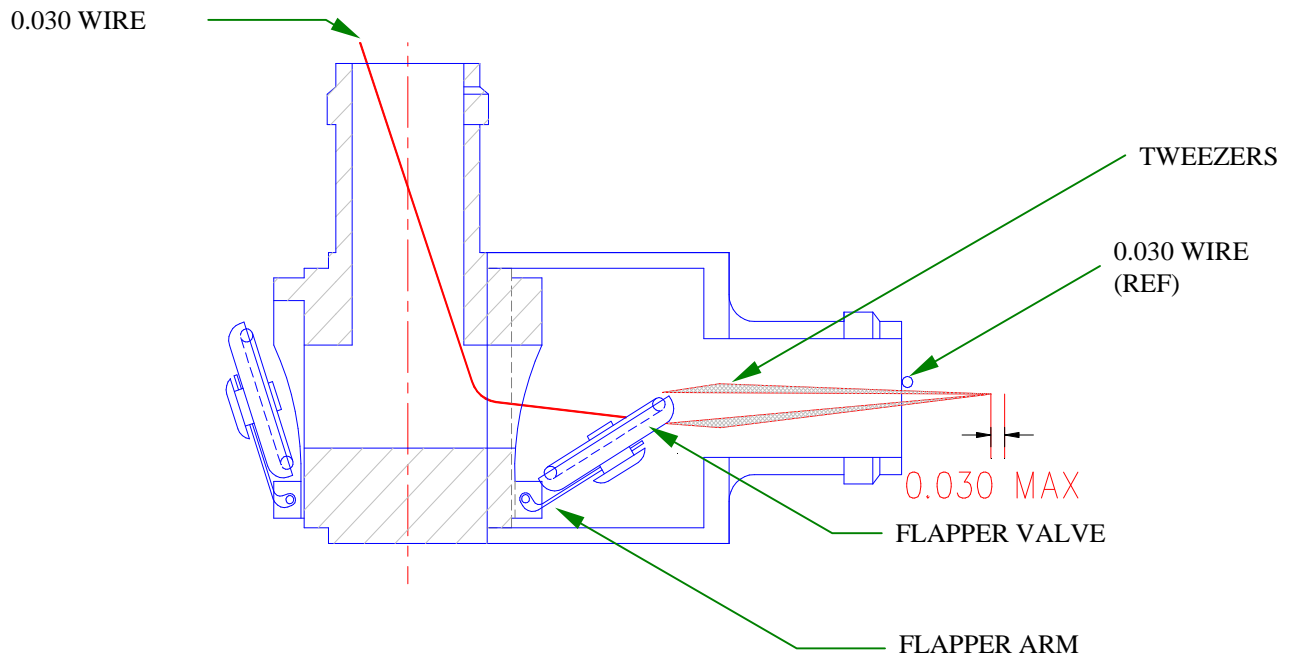 0.030 WIRE
TWEEZERS
0.030 WIRE
(REF)
0.030 MAX
FLAPPER VALVE
FLAPPER ARM